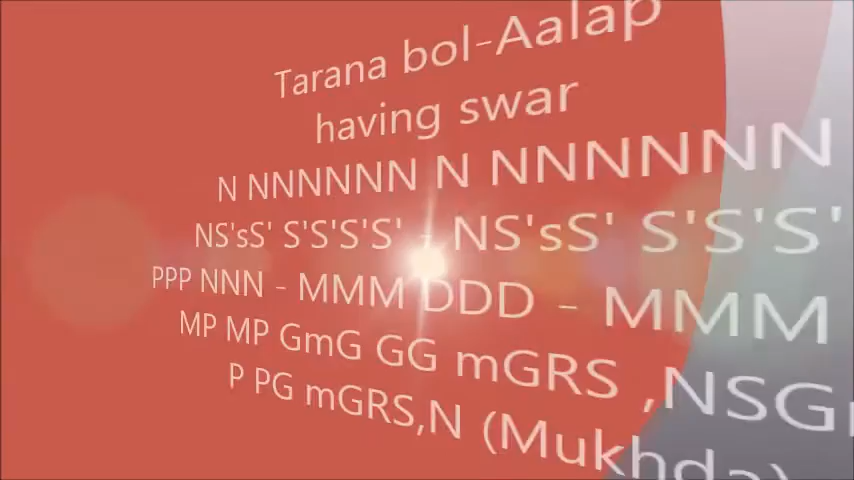 Tarana bol-Aalap
having swar
N NNNNNN N NNNNNN
NS'sS' S'S'S'S' - NS'sS' S'S'S'
PPP NNN - MMM DDD - MMM
MP MP GmG GG mGRS ,NSG
P PG mGRS,N (Mukhda)